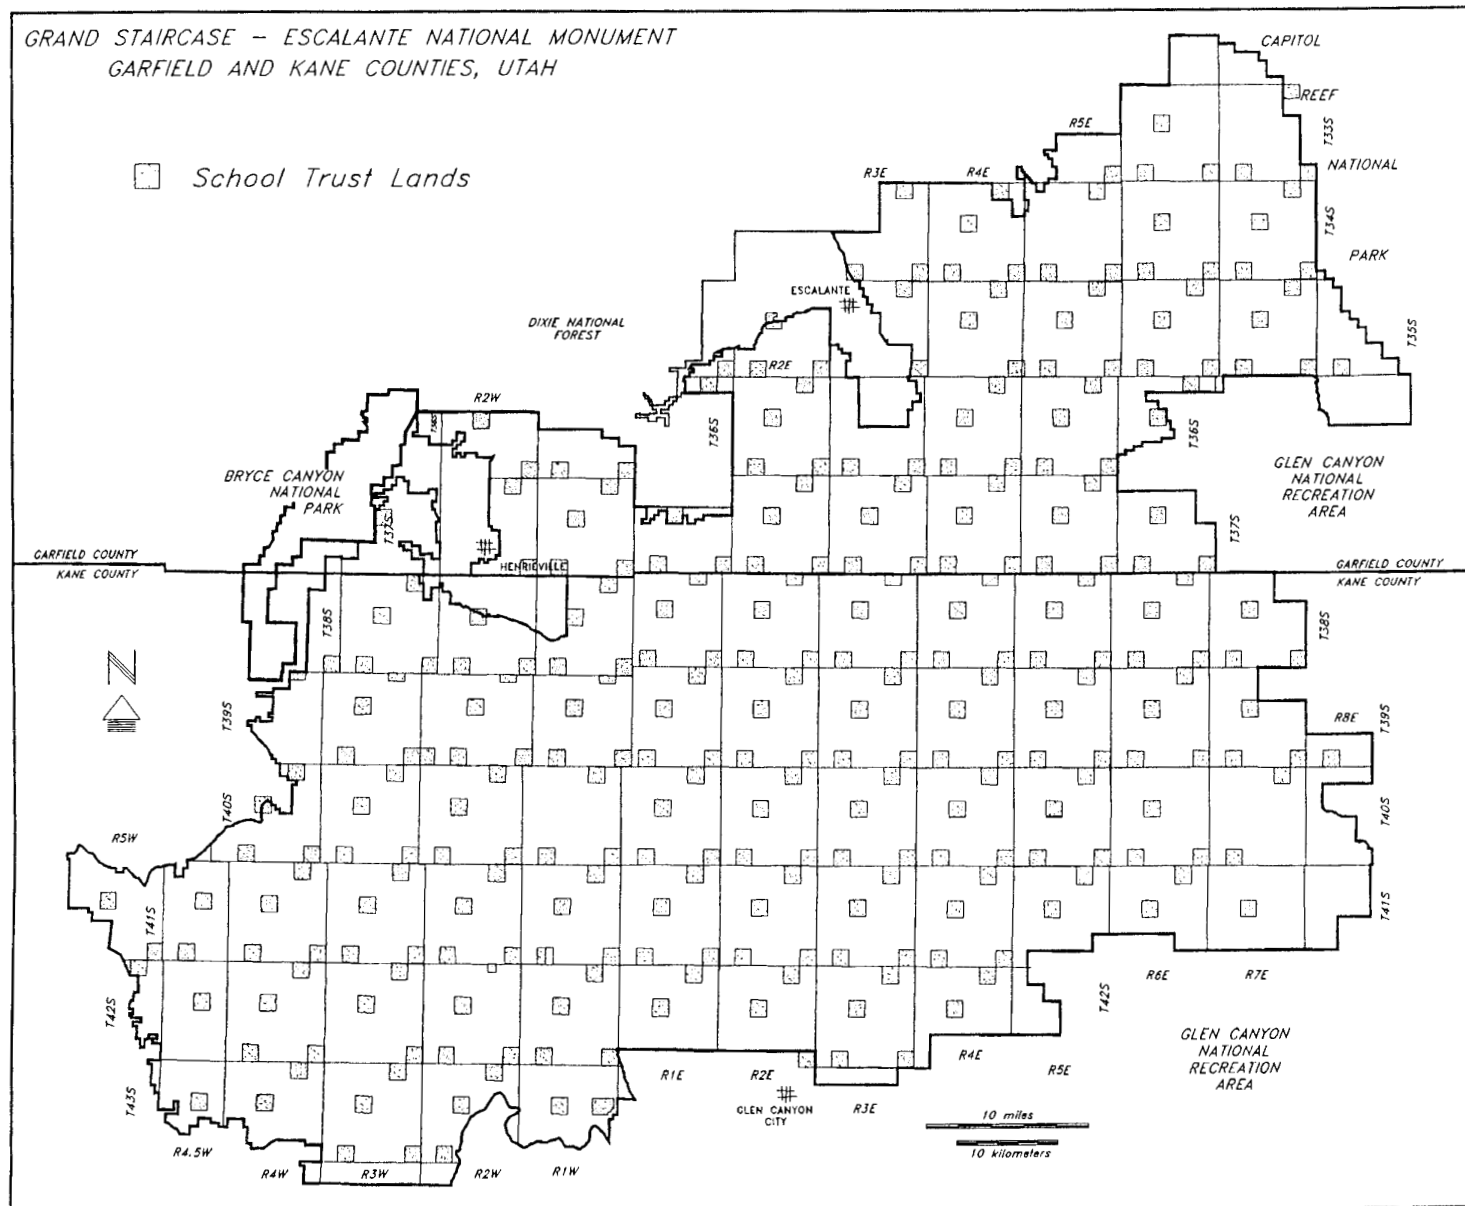 GRAND STAIRCASE – ESCALANTE NATIONAL MONUMENT
GARFIELD AND KANE COUNTIES, UTAH
School Trust Lands
CAPITOL
REEF
NATIONAL
PARK
R5E
R3E
R4E
T33S
T34S
T35S
ESCALANTE
DIXIE NATIONAL
FOREST
R2E
R2W
T36S
T36S
T36S
BRYCE CANYON
NATIONAL
PARK
T37S
GLEN CANYON
NATIONAL
RECREATION
AREA
T37S
HENRIEVILLE
GARFIELD COUNTY
KANE COUNTY
GARFIELD COUNTY
KANE COUNTY
T38S
T38S
N
T39S
T39S
R8E
T40S
T40S
R5W
T41S
T41S
T42S
T42S
R6E
R7E
T43S
GLEN CANYON
NATIONAL
RECREATION
AREA
R4E
R5E
R1E
R2E
R3E
GLEN CANYON
CITY
10 miles
10 kilometers
R4.5W
R4W
R3W
R2W
R1W